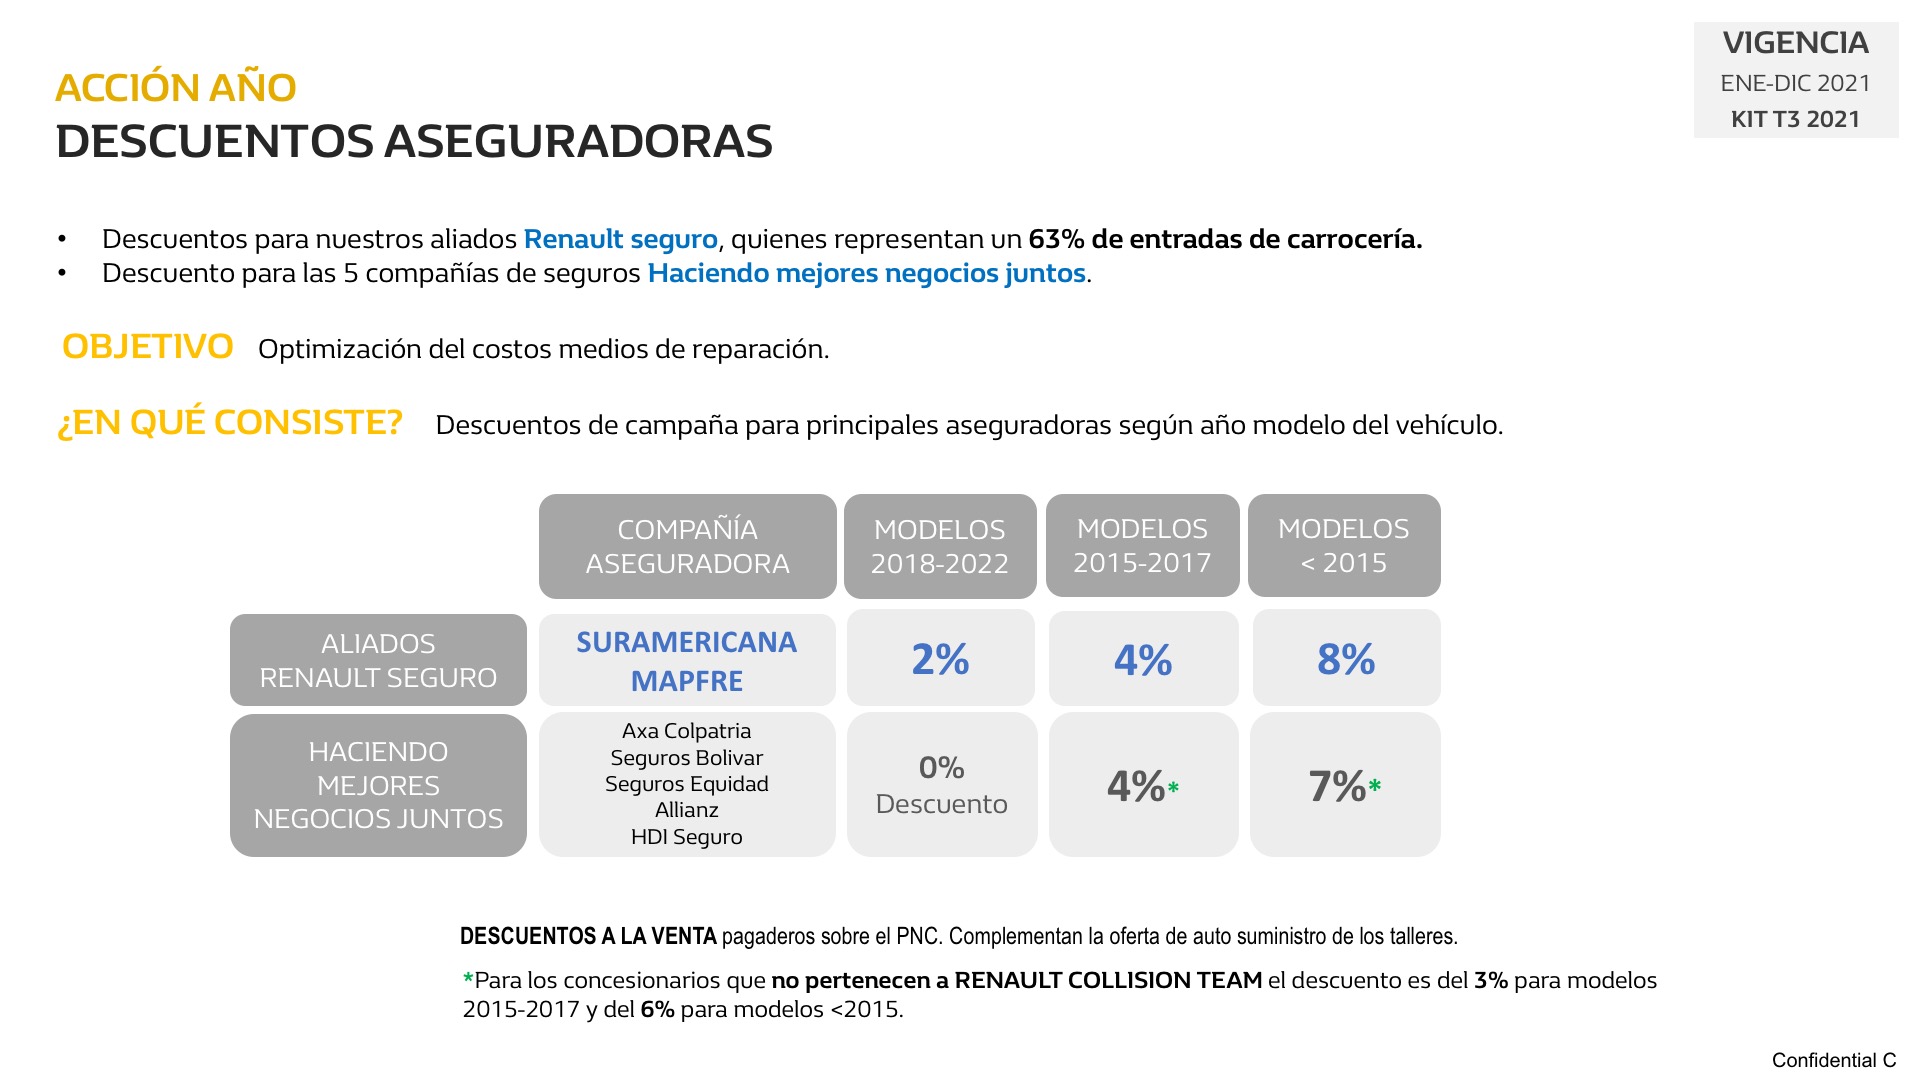 VIGENCIA
ENE-DIC 2021
KIT T3 2021
ACCIÓN AÑO
DESCUENTOS ASEGURADORAS
• Descuentos para nuestros aliados Renault seguro, quienes representan un 63% de entradas de carrocería.
• Descuento para las 5 compañías de seguros Haciendo mejores negocios juntos.
OBJETIVO Optimización del costos medios de reparación.
¿EN QUÉ CONSISTE? Descuentos de campaña para principales aseguradoras según año modelo del vehículo.
COMPAÑÍA
ASEGURADORA
MODELOS
2018-2022
MODELOS
2015-2017
MODELOS
< 2015
ALIADOS
RENAULT SEGURO
SURAMERICANA
MAPFRE
2%
4%
8%
HACIENDO
MEJORES
NEGOCIOS JUNTOS
Axa Colpatria
Seguros Bolivar
Seguros Equidad
Allianz
HDI Seguro
0%
Descuento
4%*
7%*
DESCUENTOS A LA VENTA pagaderos sobre el PNC. Complementan la oferta de auto suministro de los talleres.
*Para los concesionarios que no pertenecen a RENAULT COLLISION TEAM el descuento es del 3% para modelos
2015-2017 y del 6% para modelos <2015.
Confidential C